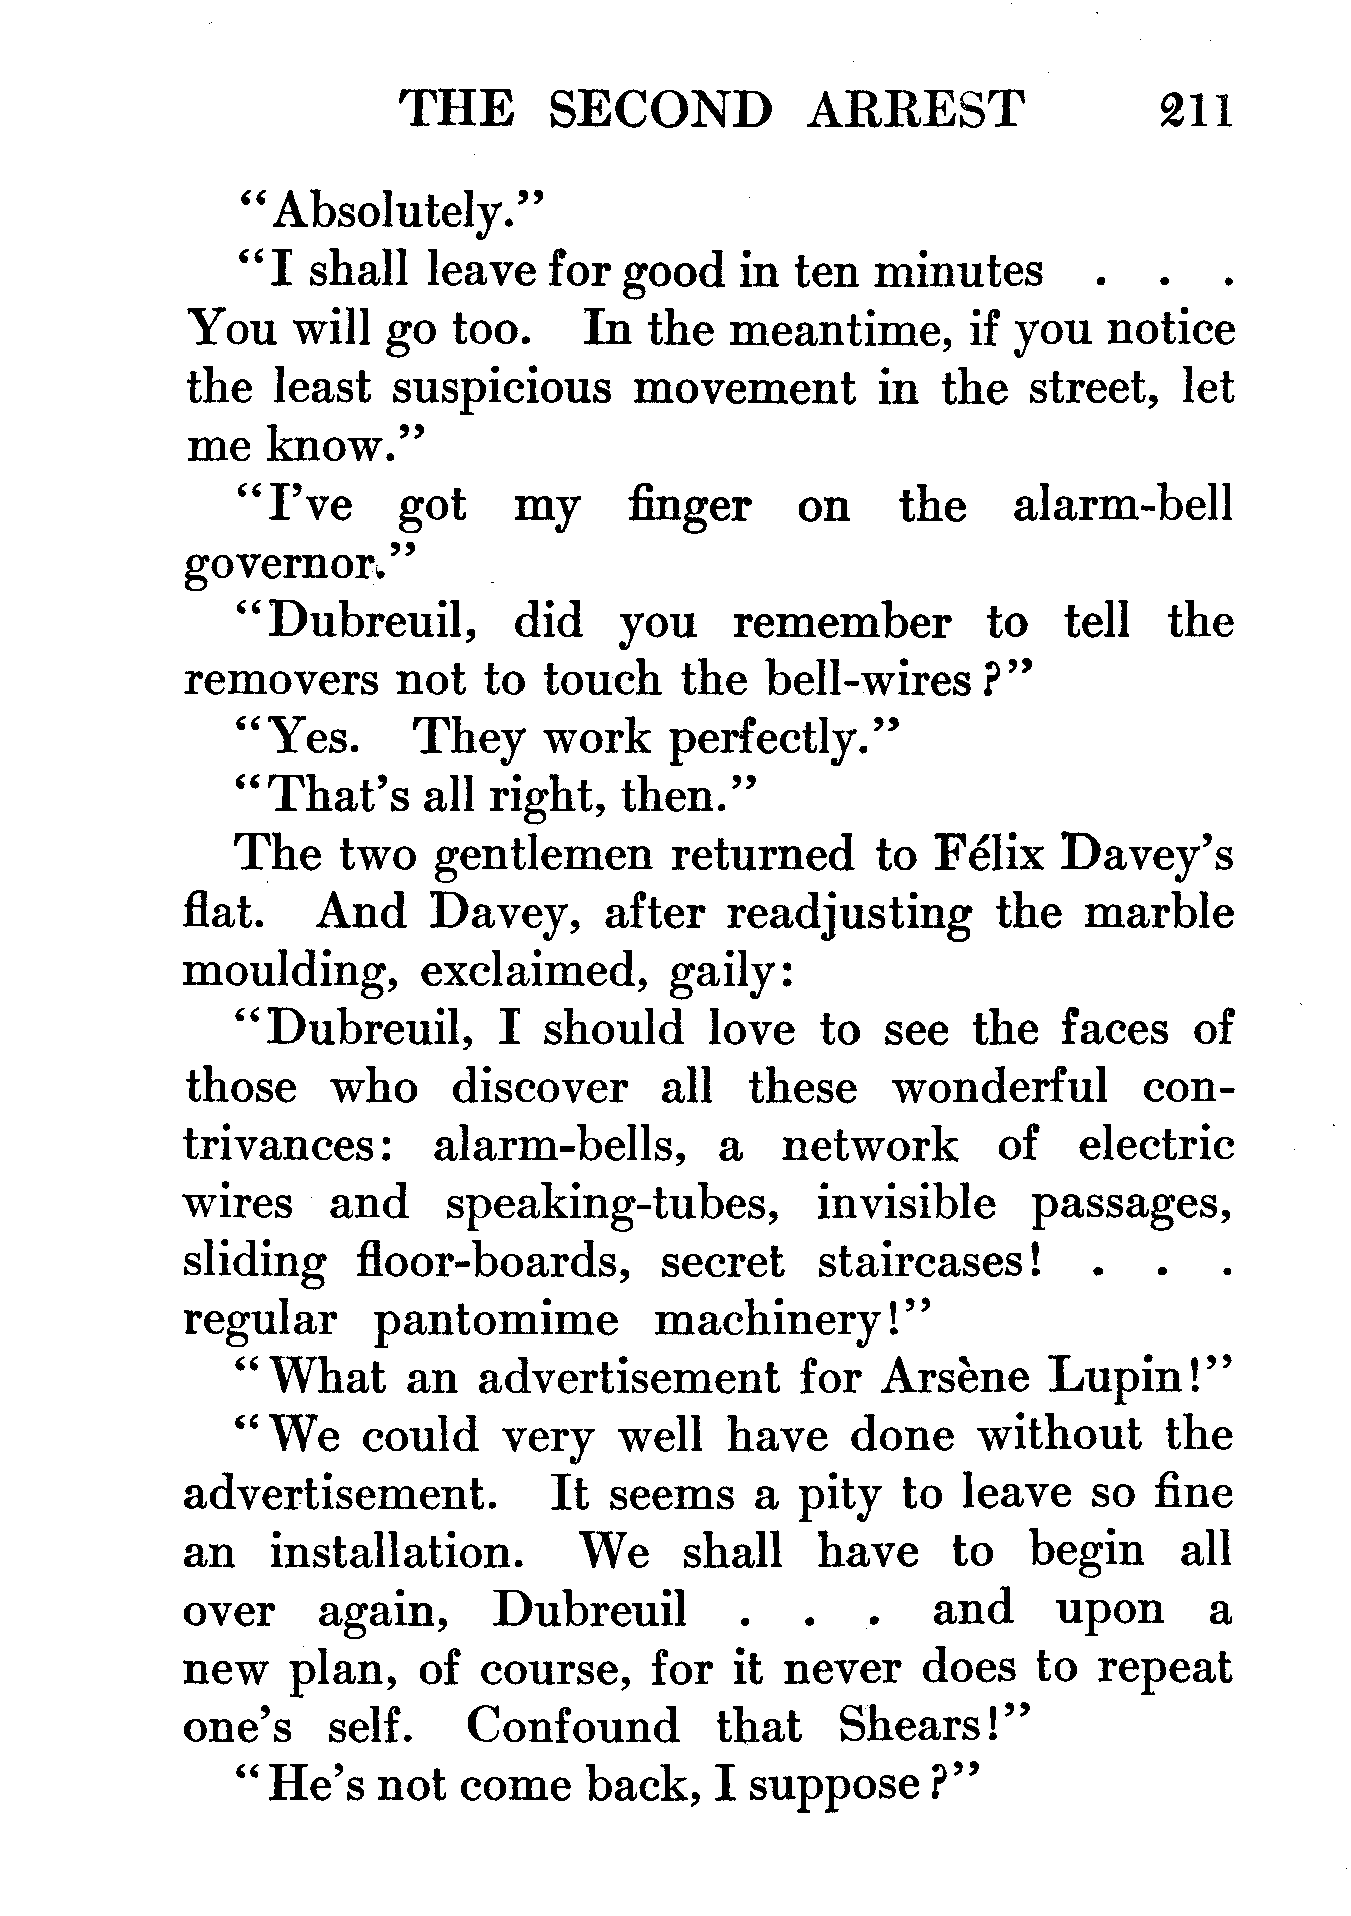 THE SECOND ARREST 211
“Absolutely.”
“I shall leave for good in ten minutes . . .
You will go too. In the meantime, if you notice
the least suspicious movement in the street, let
me know.”
“I’ve got my finger on the alarm-bell
governor.”
“Dubreuil, did you remember to tell the
removers not to touch the bell-wires?”
“Yes. They work perfectly.”
“That’s all right, then.”
The two gentlemen returned to Félix Davey’s
flat. And Davey, after readjusting the marble
moulding, exclaimed, gaily:
“Dubreuil, I should love to see the faces of
those who discover all these wonderful con-
trivances: alarm-bells, a network of electric
wires and speaking-tubes, invisible passages,
sliding floor-boards, secret staircases! . . .
regular pantomime machinery!”
“What an advertisement for Arsène Lupin!”
“We could very well have done without the
advertisement. It seems a pity to leave so fine
an installation. We shall have to begin all
over again, Dubreuil . . . and upon a
new plan, of course, for it never does to repeat
one’s self. Confound that Shears!”
“He’s not come back, I suppose?”